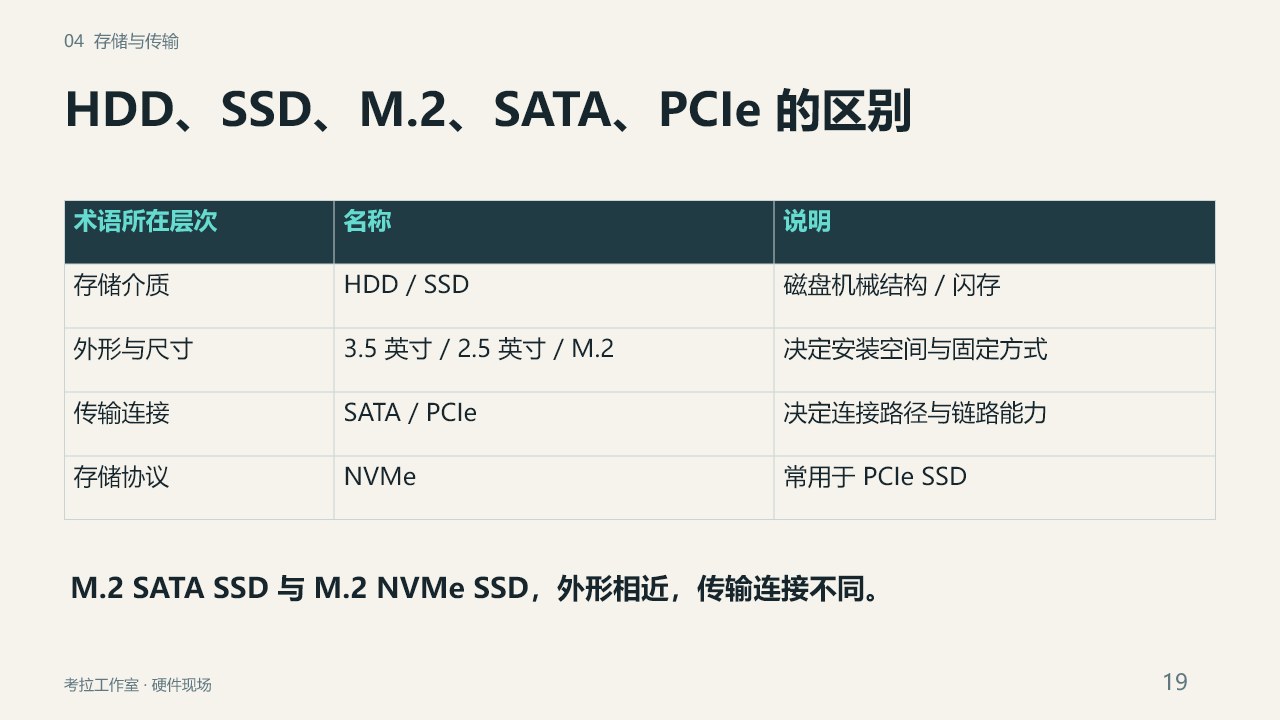 04 存储与传输
HDD、SSD、M.2、SATA、PCIe 的区别
术语所在层次 名称 说明
存储介质 HDD / SSD 磁盘机械结构 / 闪存
外形与尺寸 3.5 英寸 / 2.5 英寸 / M.2 决定安装空间与固定方式
传输连接 SATA / PCIe 决定连接路径与链路能力
存储协议 NVMe 常用于 PCIe SSD
M.2 SATA SSD 与 M.2 NVMe SSD，外形相近，传输连接不同。
考拉工作室 · 硬件现场 19